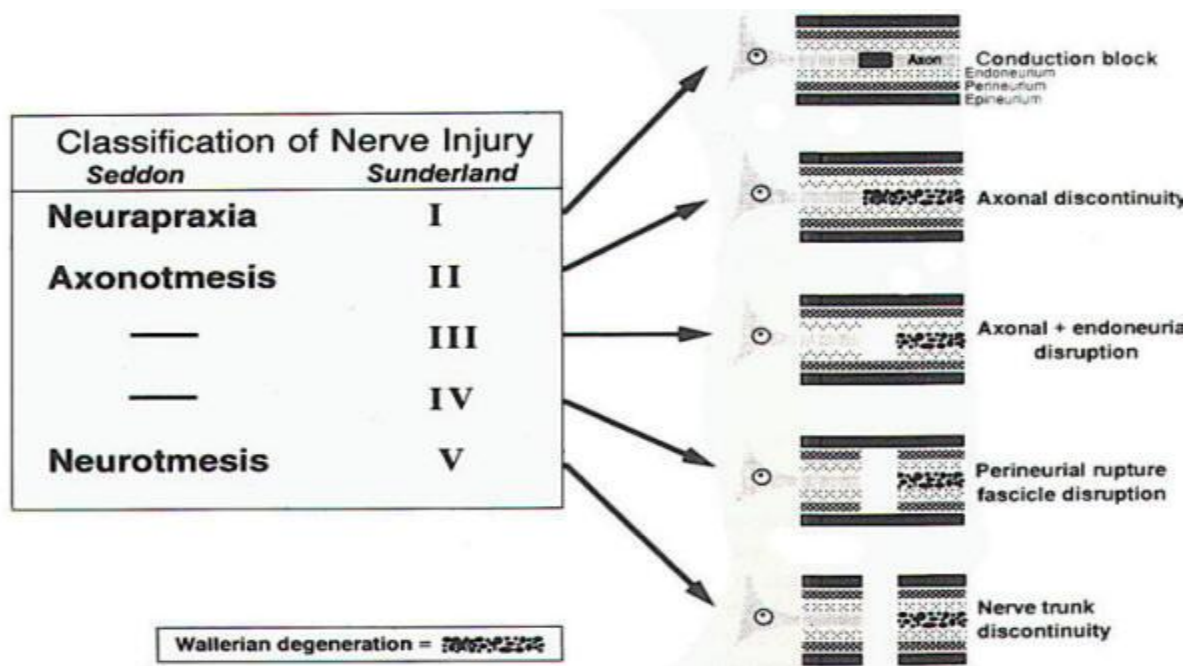 Classification of Nerve Injury
Seddon Sunderland
Neurapraxia I
Axonotmesis II
— III
— IV
Neurotmesis V
Wallerian degeneration =
Axon
Conduction block
Endoneurium
Perineurium
Epineurium
Axonal discontinuity
Axonal + endoneuria
disruption
Perineurial rupture
fascicle disruption
Nerve trunk
discontinuity